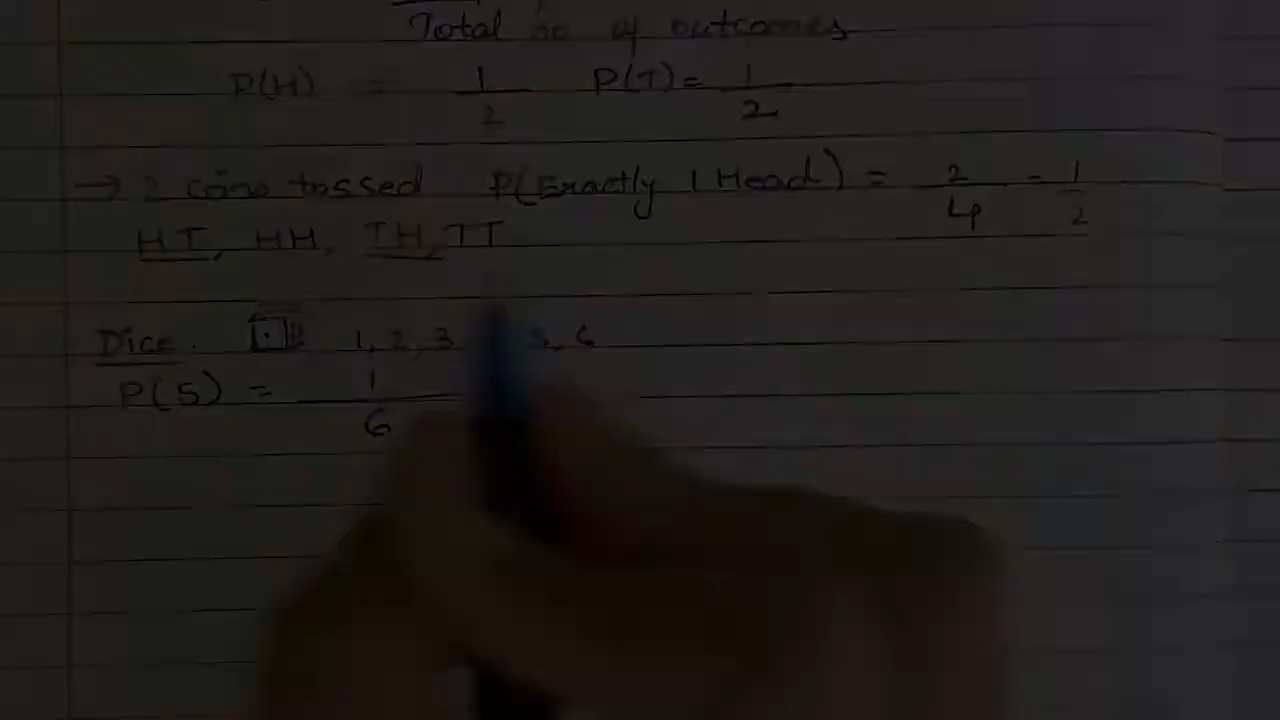 Total no of outcomes
P(H) = 1/2 P(T) = 1/2
→ 2 coins tossed P(Exactly 1 Head) = 2/4 = 1/2
HT, HH, TH, TT
Dice. 1, 2, 3 5, 6
P(5) = 1/6